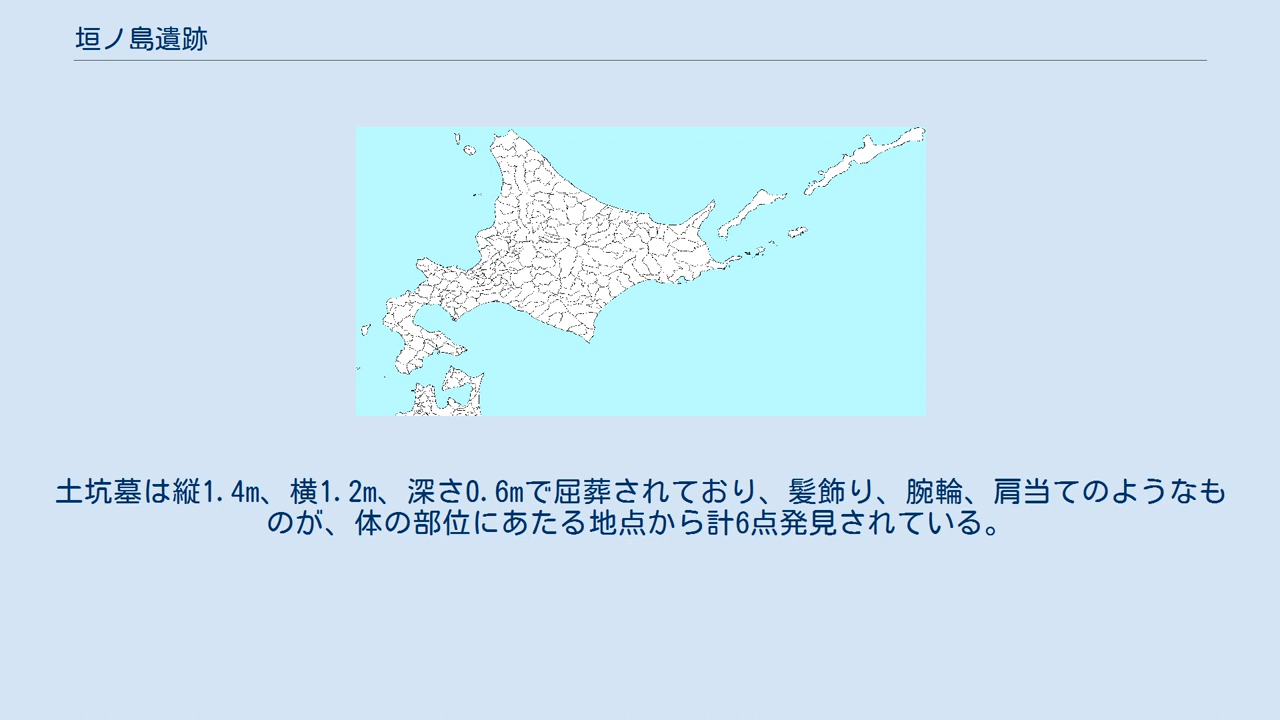 垣ノ島遺跡
土坑墓は縦1.4m、横1.2m、深さ0.6mで屈葬されており、髪飾り、腕輪、肩当てのようなも
のが、体の部位にあたる地点から計6点発見されている。